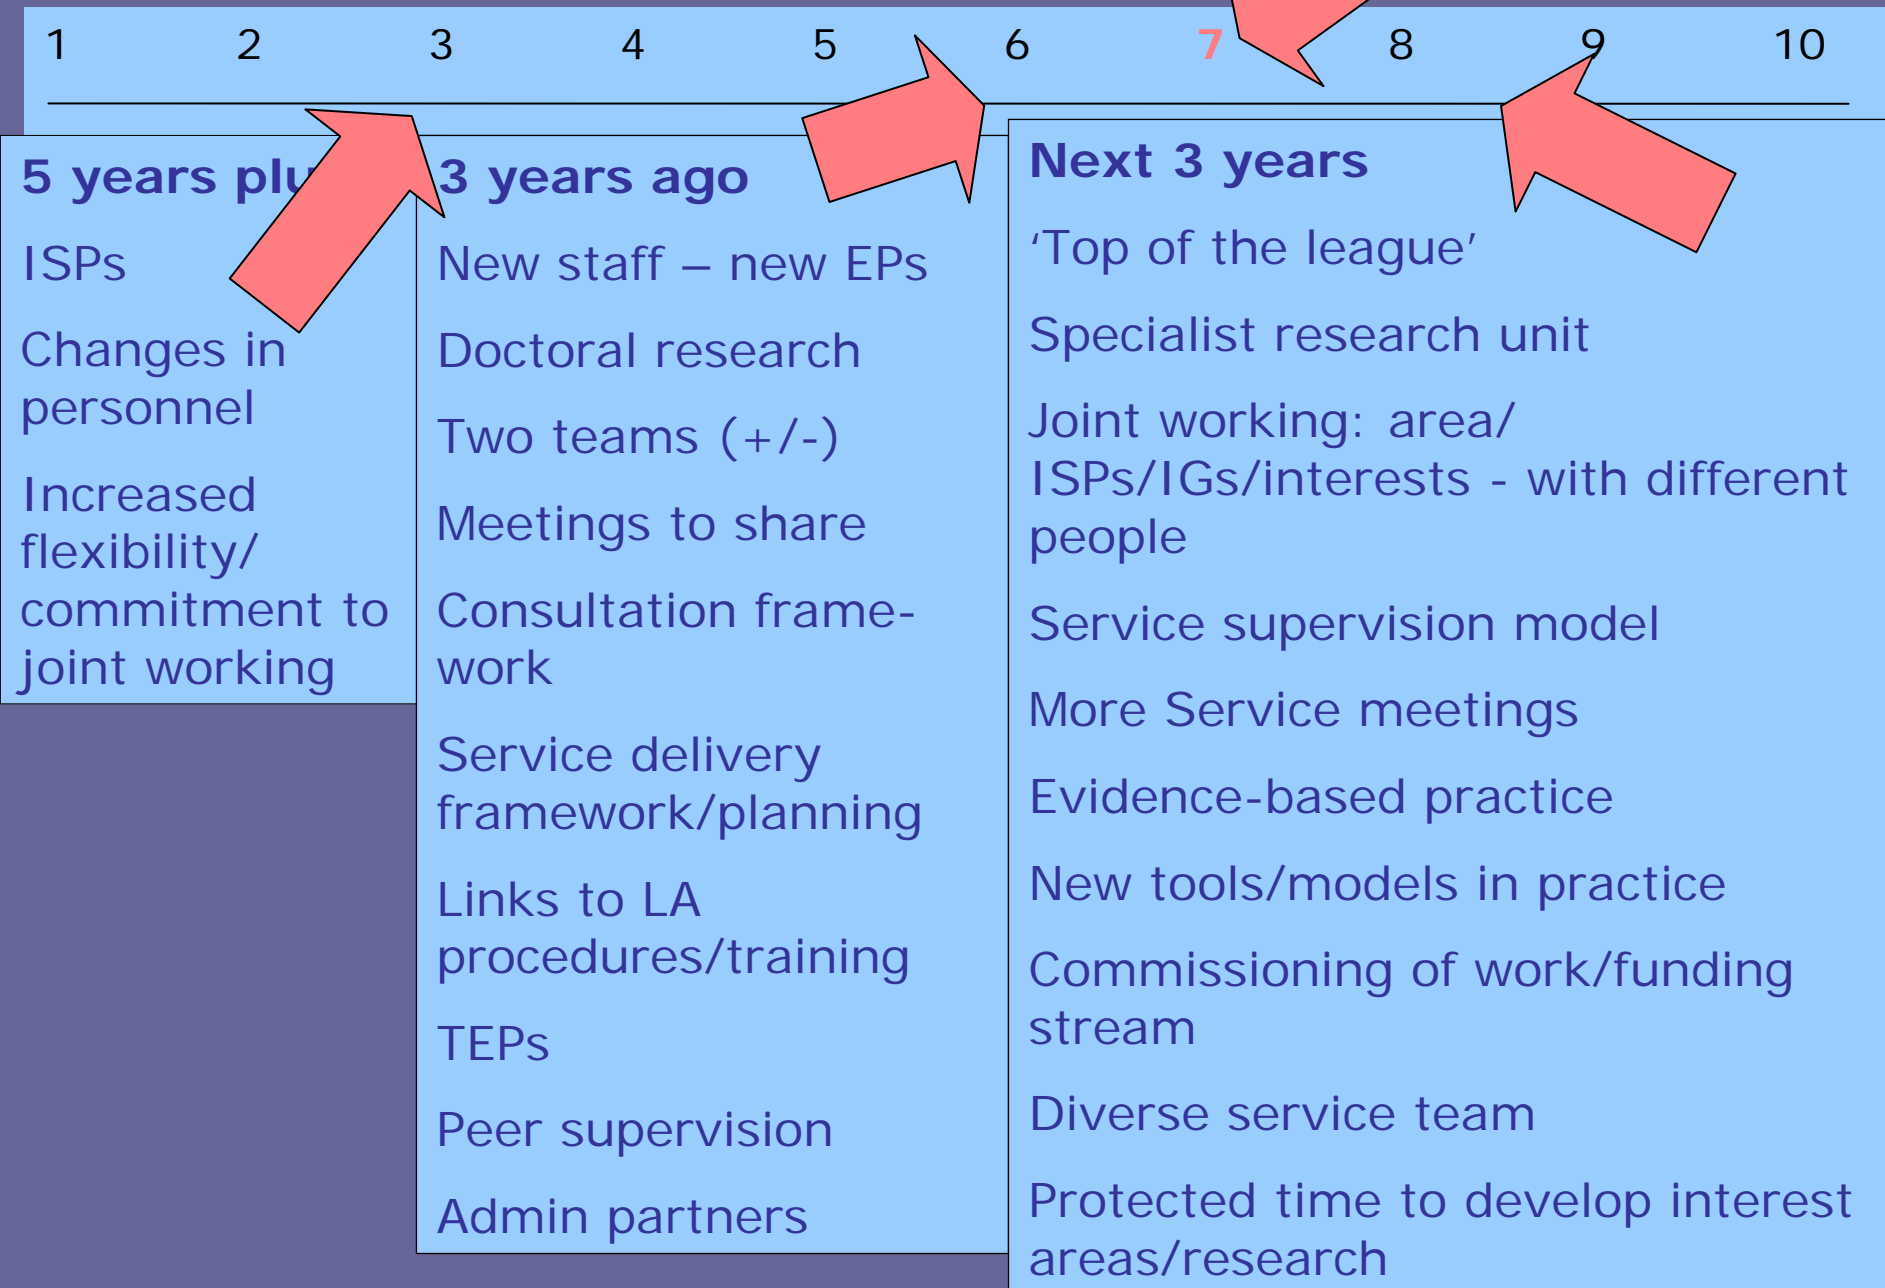 1 2 3 4 5 6 7 8 9 10
5 years plu
ISPs
Changes in
personnel
Increased
flexibility/
commitment to
joint working
3 years ago
New staff – new EPs
Doctoral research
Two teams (+/-)
Meetings to share
Consultation frame-
work
Service delivery
framework/planning
Links to LA
procedures/training
TEPs
Peer supervision
Admin partners
Next 3 years
‘Top of the league’
Specialist research unit
Joint working: area/
ISPs/IGs/interests - with different
people
Service supervision model
More Service meetings
Evidence-based practice
New tools/models in practice
Commissioning of work/funding
stream
Diverse service team
Protected time to develop interest
areas/research